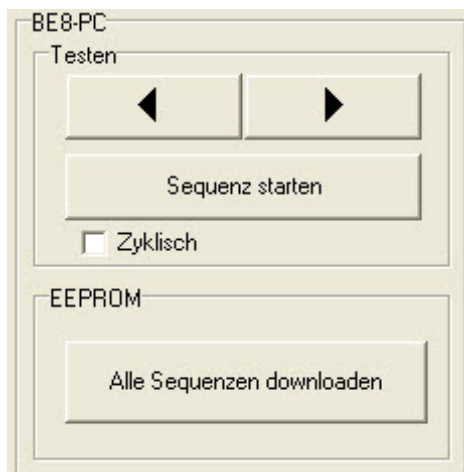 BE8-PC
Testen
Sequenz starten
Zyklisch
EEPROM
Alle Sequenzen downloaden